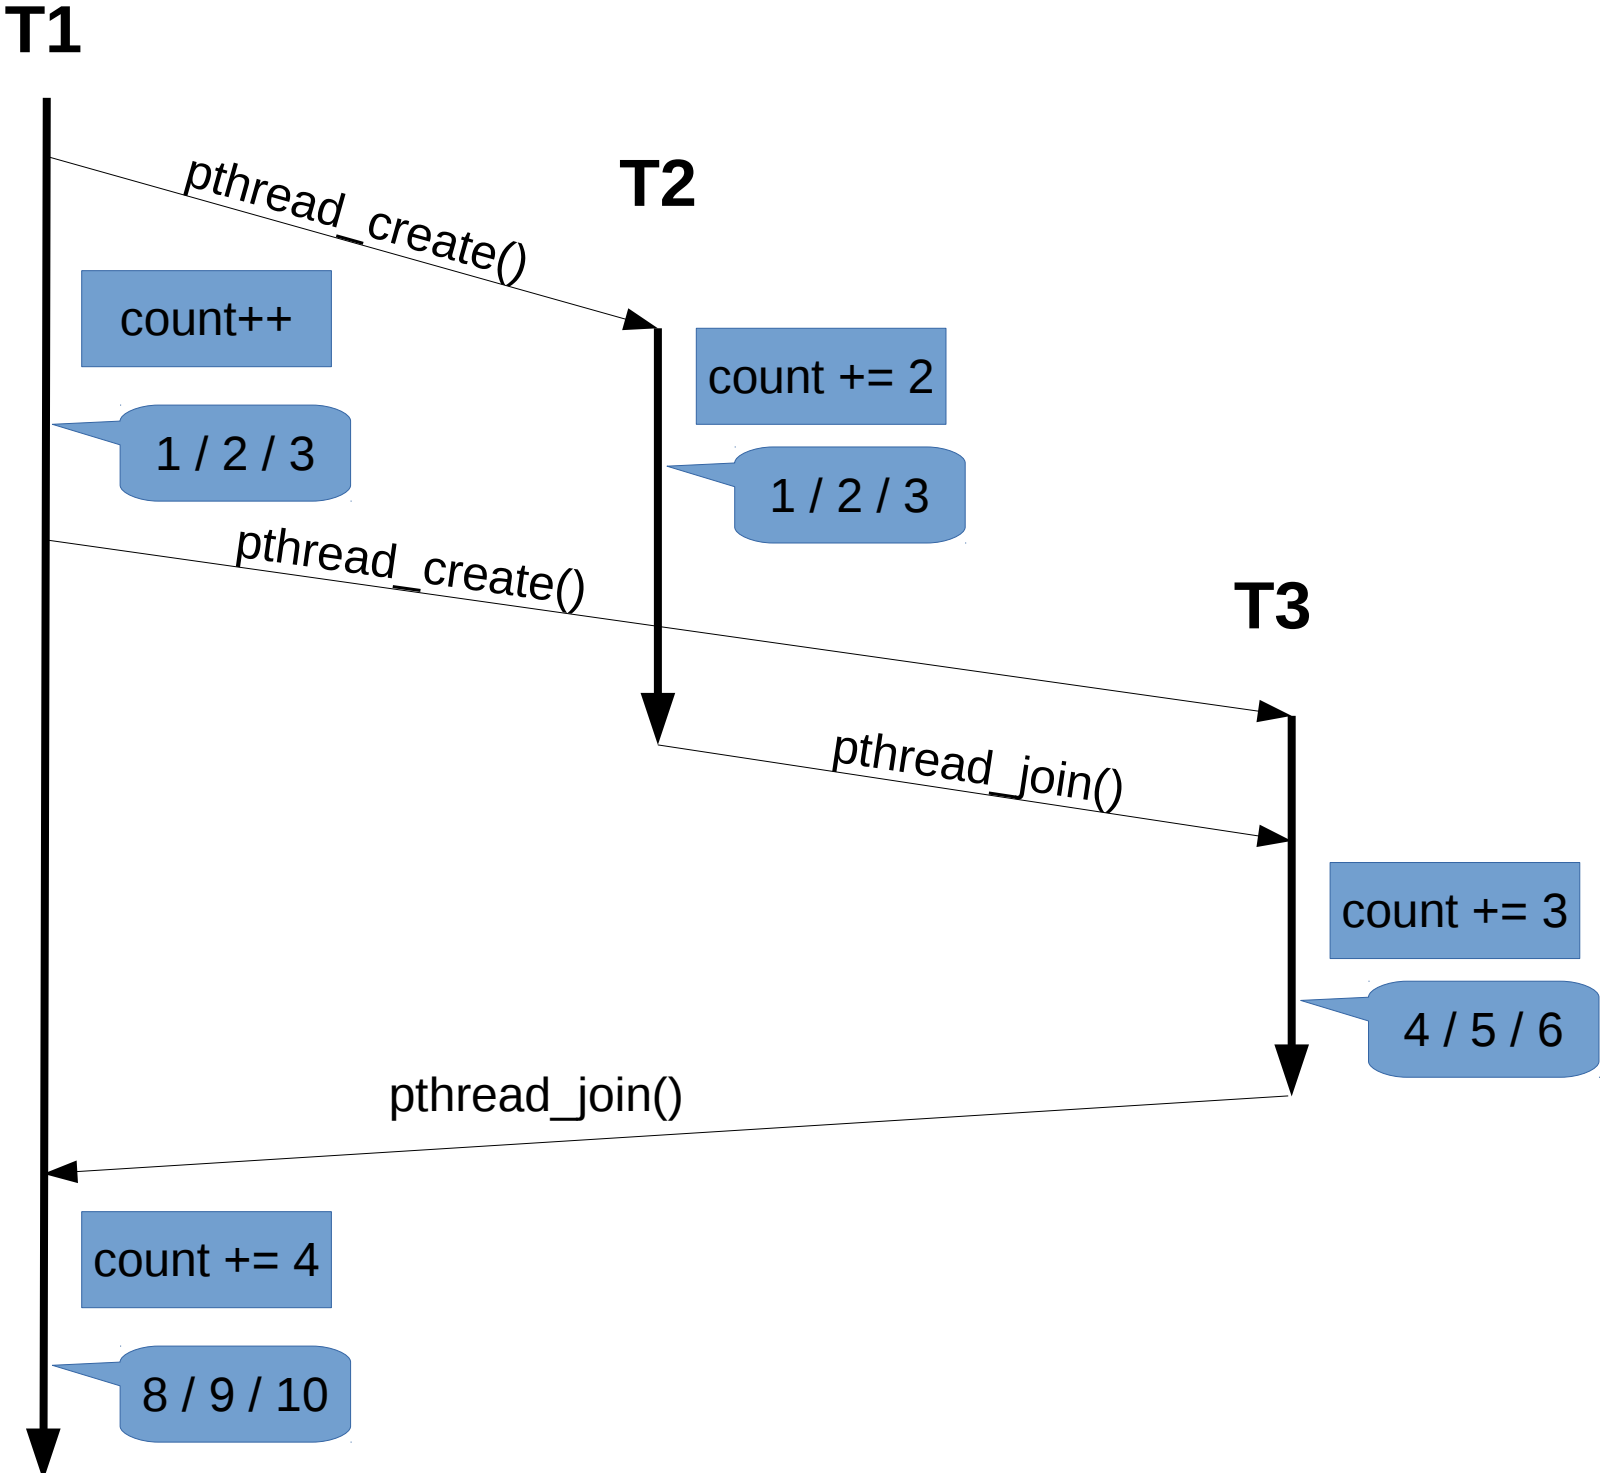 T1
pthread_create()
T2
count++
count += 2
1 / 2 / 3
1 / 2 / 3
pthread_create()
T3
pthread_join()
count += 3
4 / 5 / 6
pthread_join()
count += 4
8 / 9 / 10